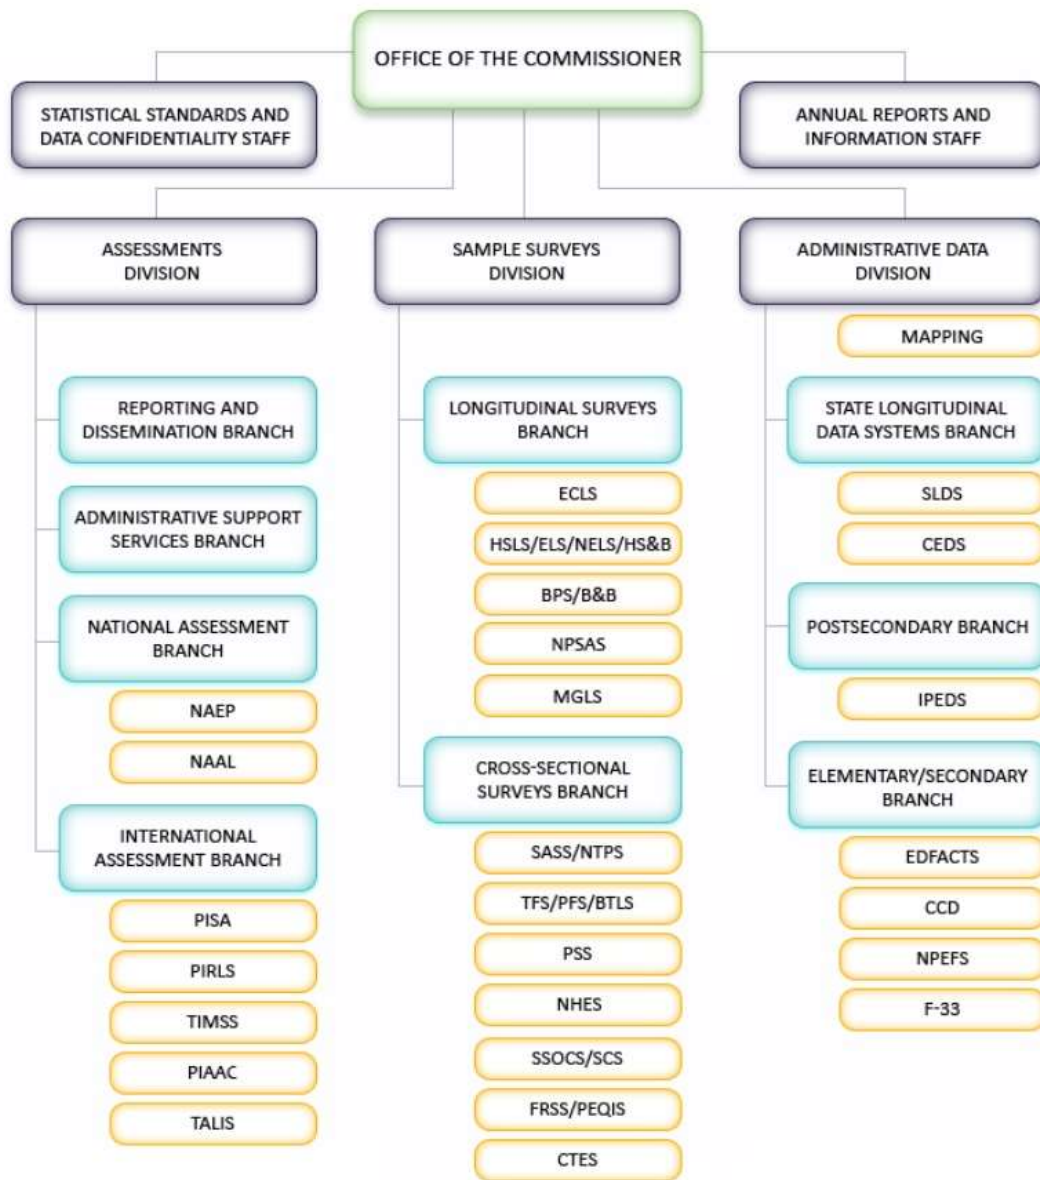 OFFICE OF THE COMMISSIONER
STATISTICAL STANDARDS AND
DATA CONFIDENTIALITY STAFF
ANNUAL REPORTS AND
INFORMATION STAFF
ASSESSMENTS
DIVISION
REPORTING AND
DISSEMINATION BRANCH
ADMINISTRATIVE SUPPORT
SERVICES BRANCH
NATIONAL ASSESSMENT
BRANCH
NAEP
NAAL
INTERNATIONAL
ASSESSMENT BRANCH
PISA
PIRLS
TIMSS
PIAAC
TALIS
SAMPLE SURVEYS
DIVISION
LONGITUDINAL SURVEYS
BRANCH
ECLS
HSLS/ELS/NELS/HS&B
BPS/B&B
NPSAS
MGLS
CROSS-SECTIONAL
SURVEYS BRANCH
SASS/NTPS
TFS/PFS/BTLS
PSS
NHES
SSOCS/SCS
FRSS/PEQIS
CTES
ADMINISTRATIVE DATA
DIVISION
MAPPING
STATE LONGITUDINAL
DATA SYSTEMS BRANCH
SLDS
CEDS
POSTSECONDARY BRANCH
IPEDS
ELEMENTARY/SECONDARY
BRANCH
EDFACTS
CCD
NPEFS
F-33